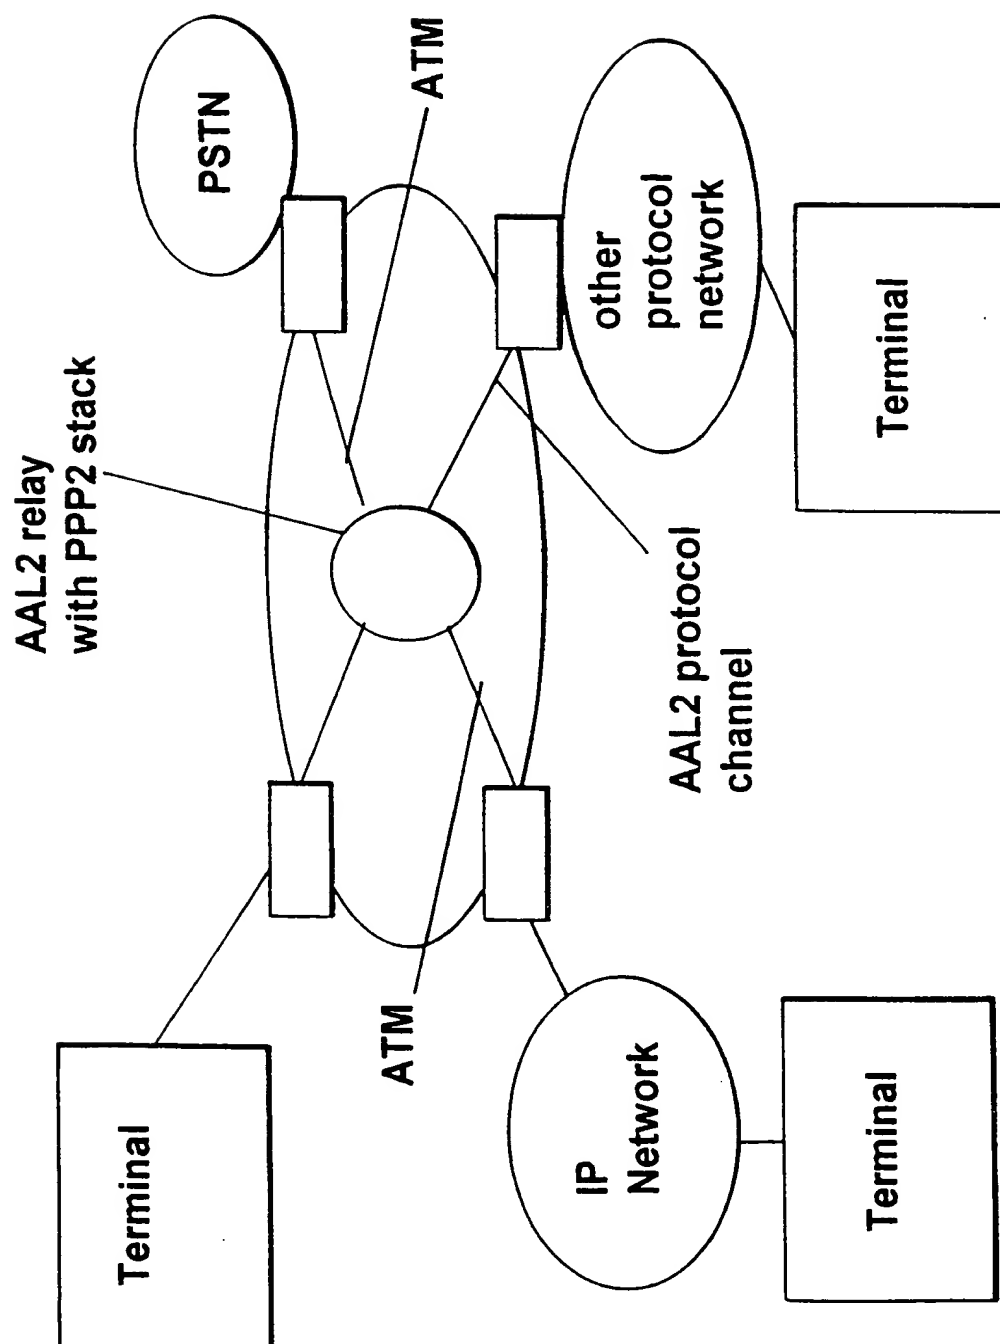 AAL2 relay
with PPP2 stack
PSTN
ATM
Terminal
ATM
other
protocol
network
AAL2 protocol
channel
IP
Network
Terminal
Terminal